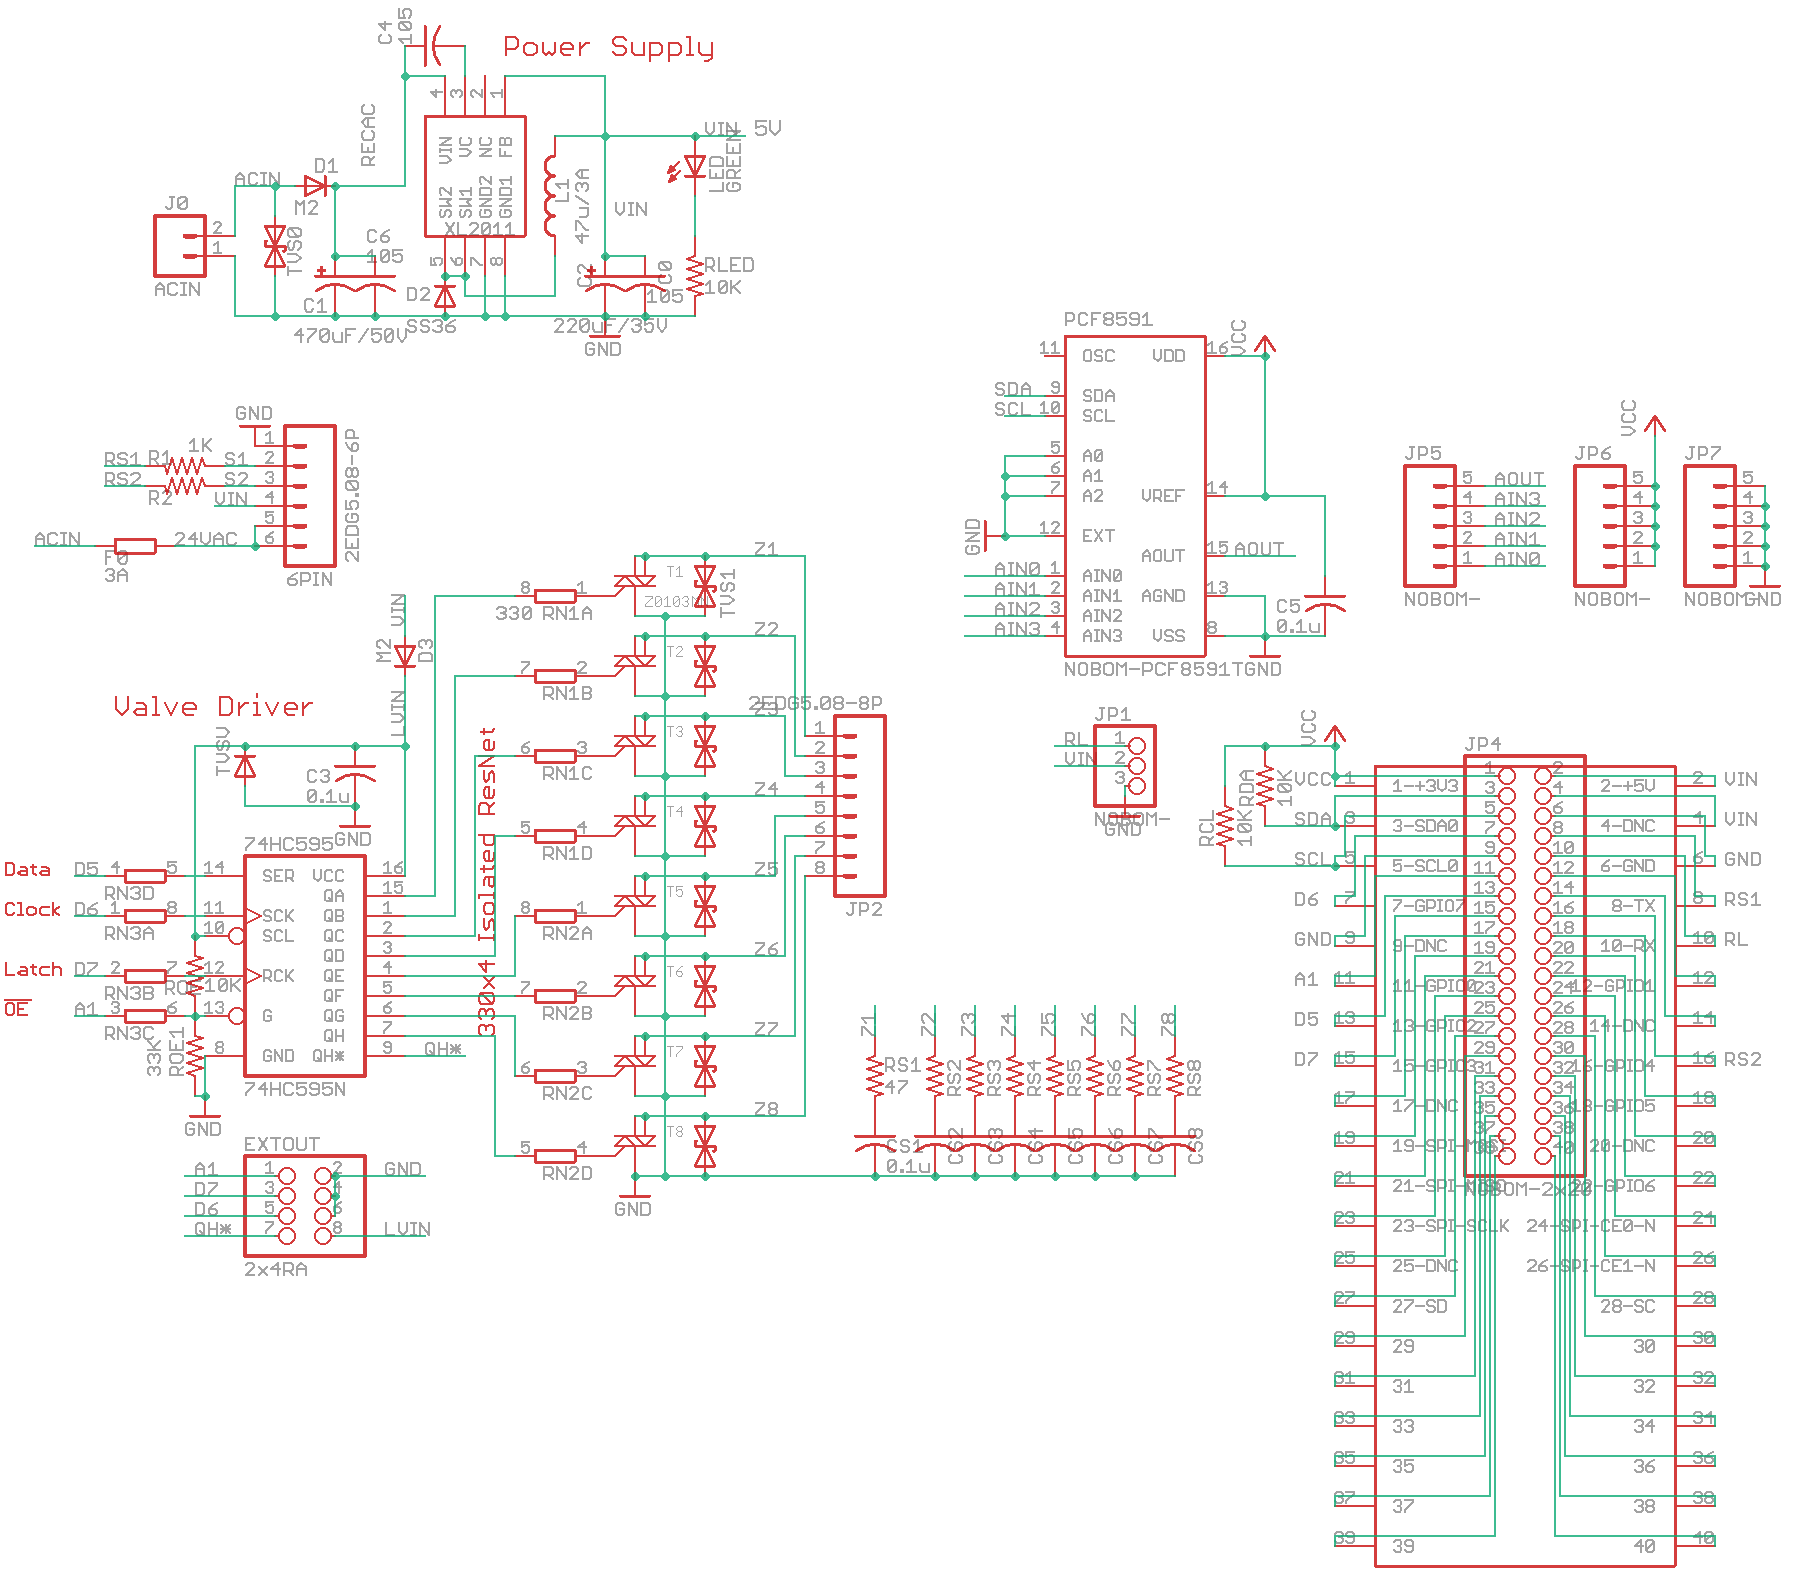 Power Supply
C4
105
4
3
2
1
VIN
VC
NC
FB
SW2
SW1
GND2
GND1
XL2011
5
6
7
8
RECAC
ACIN
D1
M2
J0
2
1
ACIN
TVS0
C6
105
C1
470uF/50V
D2
SS36
L1
47u/3A
VIN
VIN 5V
LED
GREEN
C2
220uF/35V
C0
105
RLED
10K
GND
GND
1K
RS1 R1 S1
RS2 S2
R2
VIN
ACIN 24VAC
F0
3A
1
2
3
4
5
6
2EDG5.08-6P
6PIN
PCF8591
11 OSC
9 SDA
10 SCL
5 A0
6 A1
7 A2
12 EXT
1 AIN0
2 AIN1
3 AIN2
4 AIN3
VDD 16
VREF 14
AOUT 15
AGND 13
VSS 8
SDA
SCL
GND
AIN0
AIN1
AIN2
AIN3
VCC
AOUT
C5
0.1u
NOBOM-PCF8591T
GND
JP5
5 AOUT
4 AIN3
3 AIN2
2 AIN1
1 AIN0
NOBOM-
VCC
JP6
5
4
3
2
1
NOBOM-
JP7
5
4
3
2
1
NOBOM-
GND
Valve Driver
VIN
M2
D3
LVIN
TVSV
C3
0.1u
GND
74HC595
Data D5 4 5 14 SER
RN3D
Clock D6 1 8 11 SCK
RN3A
10 SCL
Latch D7 2 7 12 RCK
RN3B
ROE 10K
OE A1 3 6 13 G
RN3C
33K
ROE1
8 GND
VCC 16
QA 15
QB 1
QC 2
QD 3
QE 4
QF 5
QG 6
QH 7
QH* 9 QH*
74HC595N
GND
330x4 Isolated ResNet
8 1
330 RN1A
7 2
RN1B
6 3
RN1C
5 4
RN1D
8 1
RN2A
7 2
RN2B
6 3
RN2C
5 4
RN2D
T1
TVS1
Z1
T2
Z2
T3
Z3
T4
Z4
T5
Z5
T6
Z6
T7
Z7
T8
Z8
GND
2EDG5.08-8P
1
2
3
4
5
6
7
8
JP2
EXTOUT
A1 1 2 GND
D7 3 4
D6 5 6
QH* 7 8 LVIN
2x4RA
Z1
Z2
Z3
Z4
Z5
Z6
Z7
Z8
RS1
47
RS2
RS3
RS4
RS5
RS6
RS7
RS8
CS1
0.1u
CS2
CS3
CS4
CS5
CS6
CS7
CS8
JP1
RL 1
VIN 2
3
NOBOM-
GND
VCC
RCL
10K
RDA
10K
JP4
VCC 1 1-+3V3 2-+5V 2 VIN
SDA 3 3-SDA0 4-DNC 4 VIN
SCL 5 5-SCL0 6-GND 6 GND
D6 7 7-GPIO7 8-TX 8 RS1
GND 9 9-DNC 10-RX 10 RL
A1 11 11-GPIO0 12-GPIO1 12
D5 13 13-GPIO2 14-DNC 14
D7 15 15-GPIO3 16-GPIO4 16 RS2
17 17-DNC 18-GPIO5 18
19 19-SPI-MOSI 20-DNC 20
21 21-SPI-MISO 22-GPIO6 22
23 23-SPI-SCLK 24-SPI-CE0-N 24
25 25-DNC 26-SPI-CE1-N 26
27 27-SD 28-SC 28
29 29 30 30
31 31 32 32
33 33 34 34
35 35 36 36
37 37 38 38
39 39 40 40
1 2
3 4
5 6
7 8
9 10
11 12
13 14
15 16
17 18
19 20
21 22
23 24
25 26
27 28
29 30
31 32
33 34
35 36
37 38
40
NOBOM-2x20